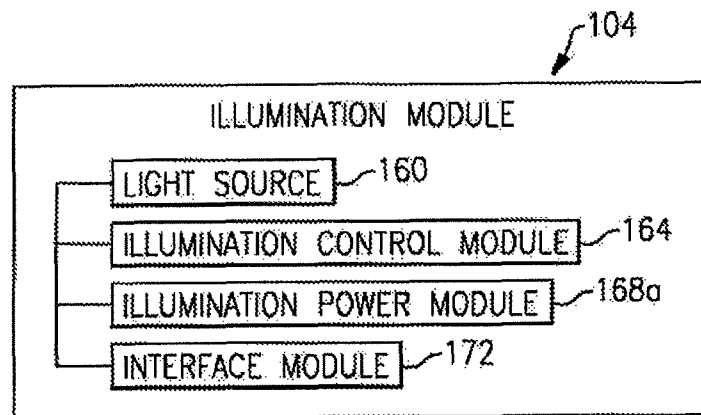 104
ILLUMINATION MODULE
LIGHT SOURCE 160
ILLUMINATION CONTROL MODULE 164
ILLUMINATION POWER MODULE 168a
INTERFACE MODULE 172